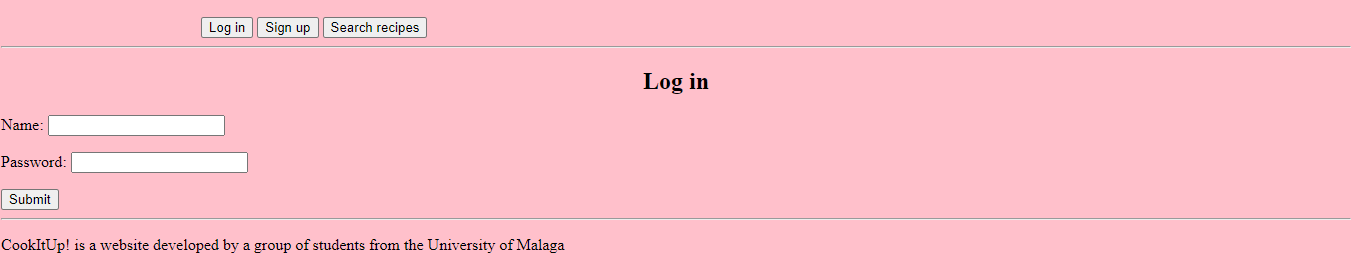 Log in Sign up Search recipes
Log in
Name:
Password:
Submit
CookItUp! is a website developed by a group of students from the University of Malaga